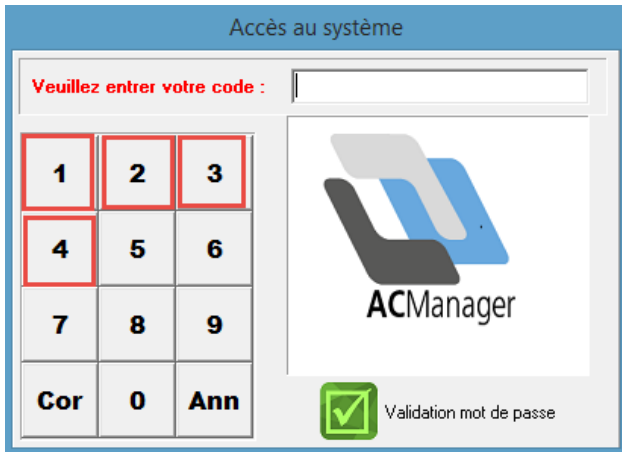 Accès au système
Veuillez entrer votre code :
1 2 3
4 5 6
7 8 9
Cor 0 Ann
ACManager
Validation mot de passe